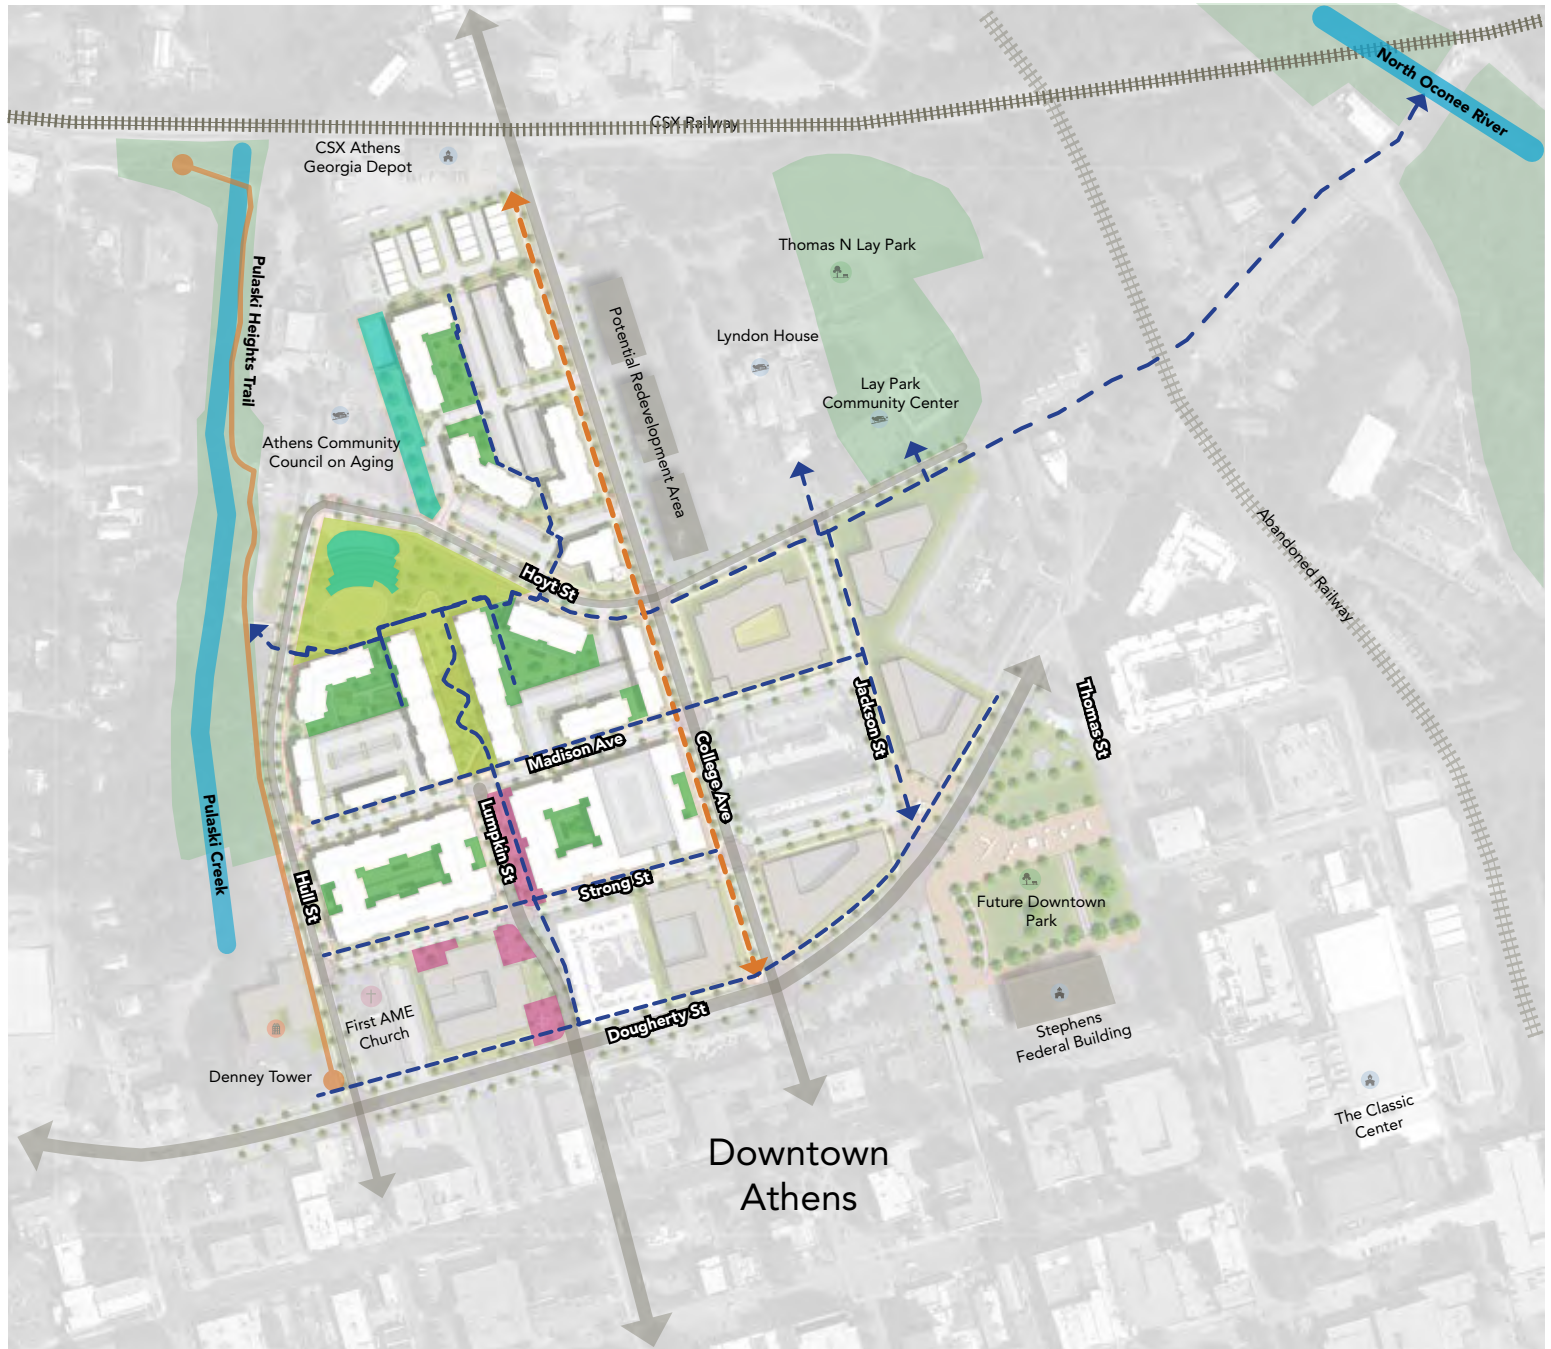 North Oconee River
CSX Railway
CSX Athens
Georgia Depot
Thomas N Lay Park
Pulaski Heights Trail
Potential Redevelopment Area
Lyndon House
Lay Park
Community Center
Athens Community
Council on Aging
Abandoned Railway
Hoyt St
Jackson St
Thomas St
Madison Ave
College Ave
Lumpkin St
Pulaski Creek
Hull St
Strong St
Future Downtown
Park
First AME
Church
Dougherty St
Stephens
Federal Building
Denney Tower
The Classic
Center
Downtown
Athens